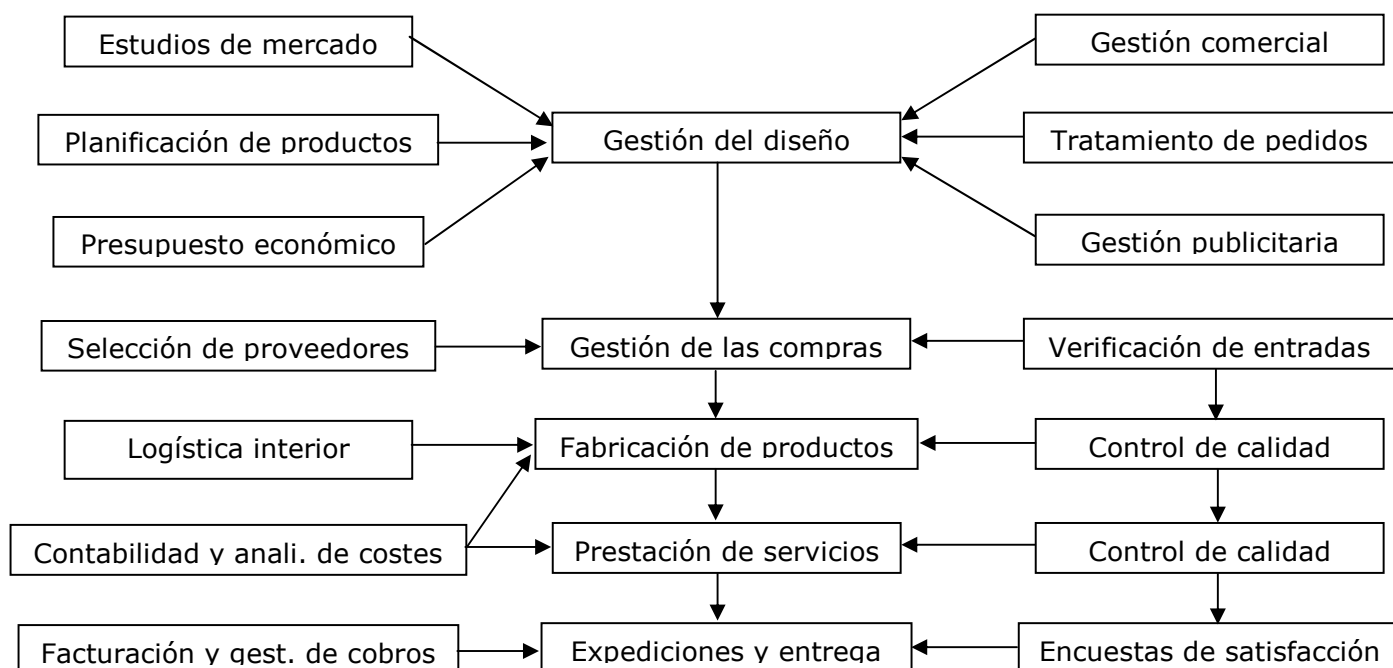 Estudios de mercado
Gestión comercial
Planificación de productos
Gestión del diseño
Tratamiento de pedidos
Presupuesto económico
Gestión publicitaria
Selección de proveedores
Gestión de las compras
Verificación de entradas
Logística interior
Fabricación de productos
Control de calidad
Contabilidad y anali. de costes
Prestación de servicios
Control de calidad
Facturación y gest. de cobros
Expediciones y entrega
Encuestas de satisfacción